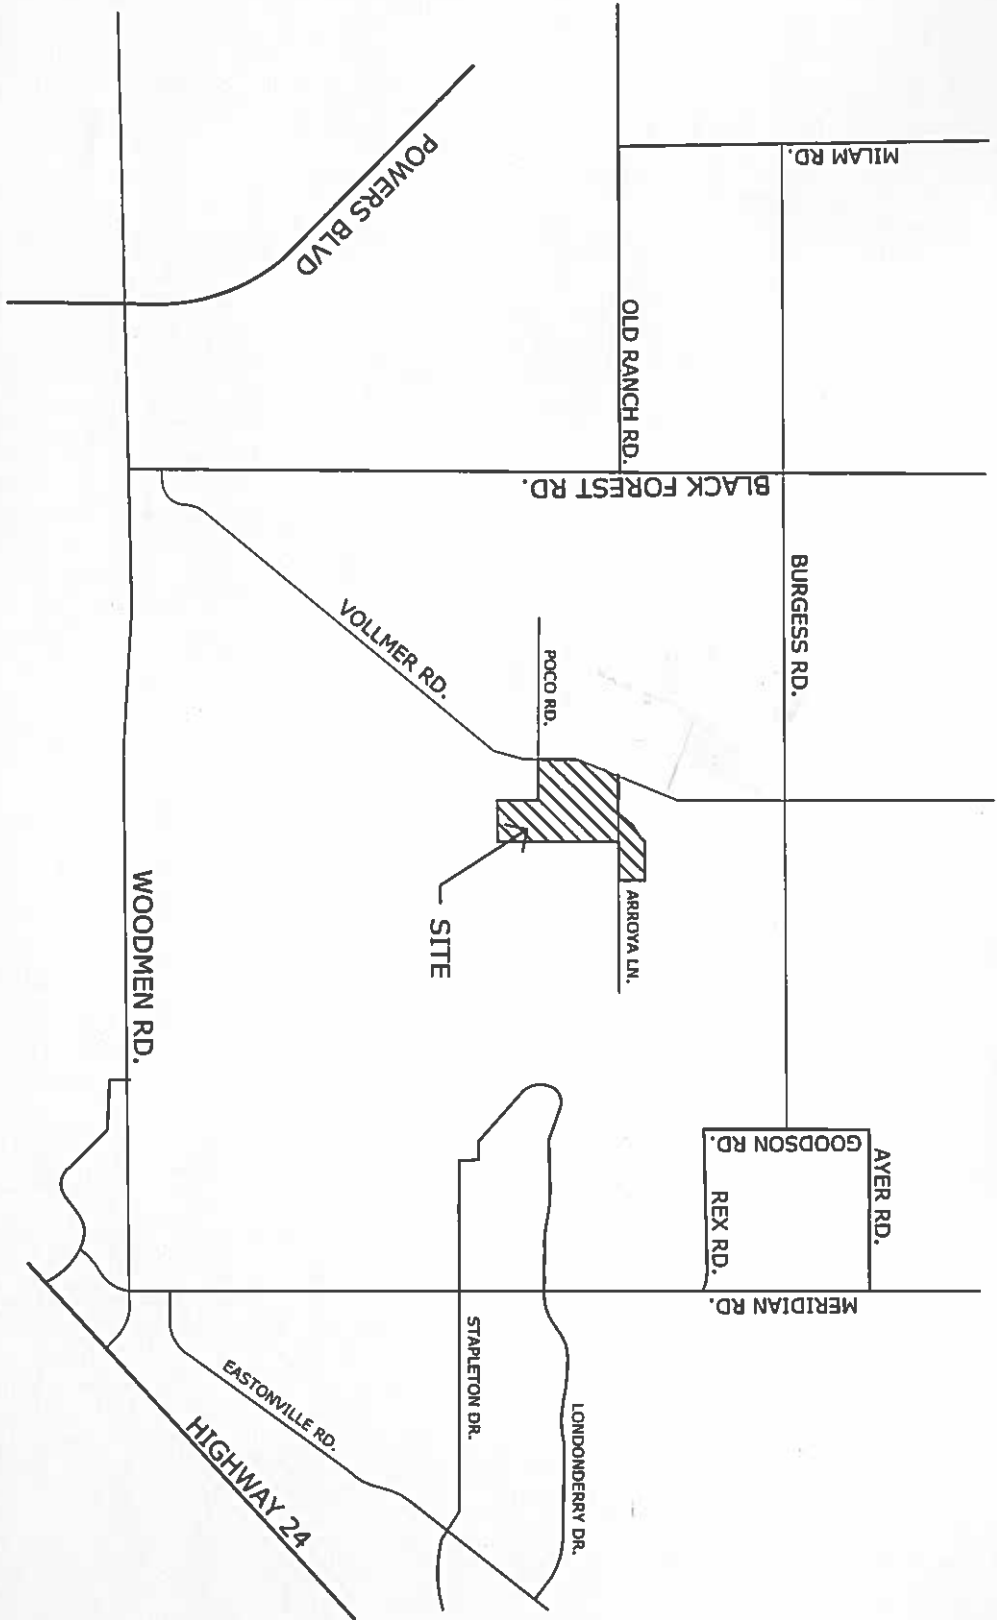 MILAM RD.
BURGESS RD.
AYER RD.
GOODSON RD.
REX RD.
MERIDIAN RD.
OLD RANCH RD.
BLACK FOREST RD.
POCO RD.
ARROYA LN.
LONDONDERRY DR.
STAPLETON DR.
POWERS BLVD
VOLLMER RD.
SITE
EASTONVILLE RD.
WOODMEN RD.
HIGHWAY 24